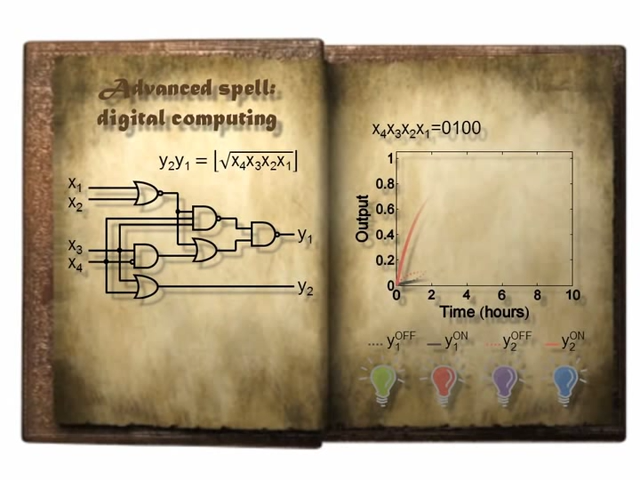 Advanced spell:
digital computing
y₂y₁ = ⌊√x₄x₃x₂x₁⌋
x₁
x₂
x₃
x₄
y₁
y₂
x₄x₃x₂x₁=0100
Output
1
0.8
0.6
0.4
0.2
0
0 2 4 6 8 10
Time (hours)
y₁ᴼᶠᶠ y₁ᴼᴺ y₂ᴼᶠᶠ y₂ᴼᴺ